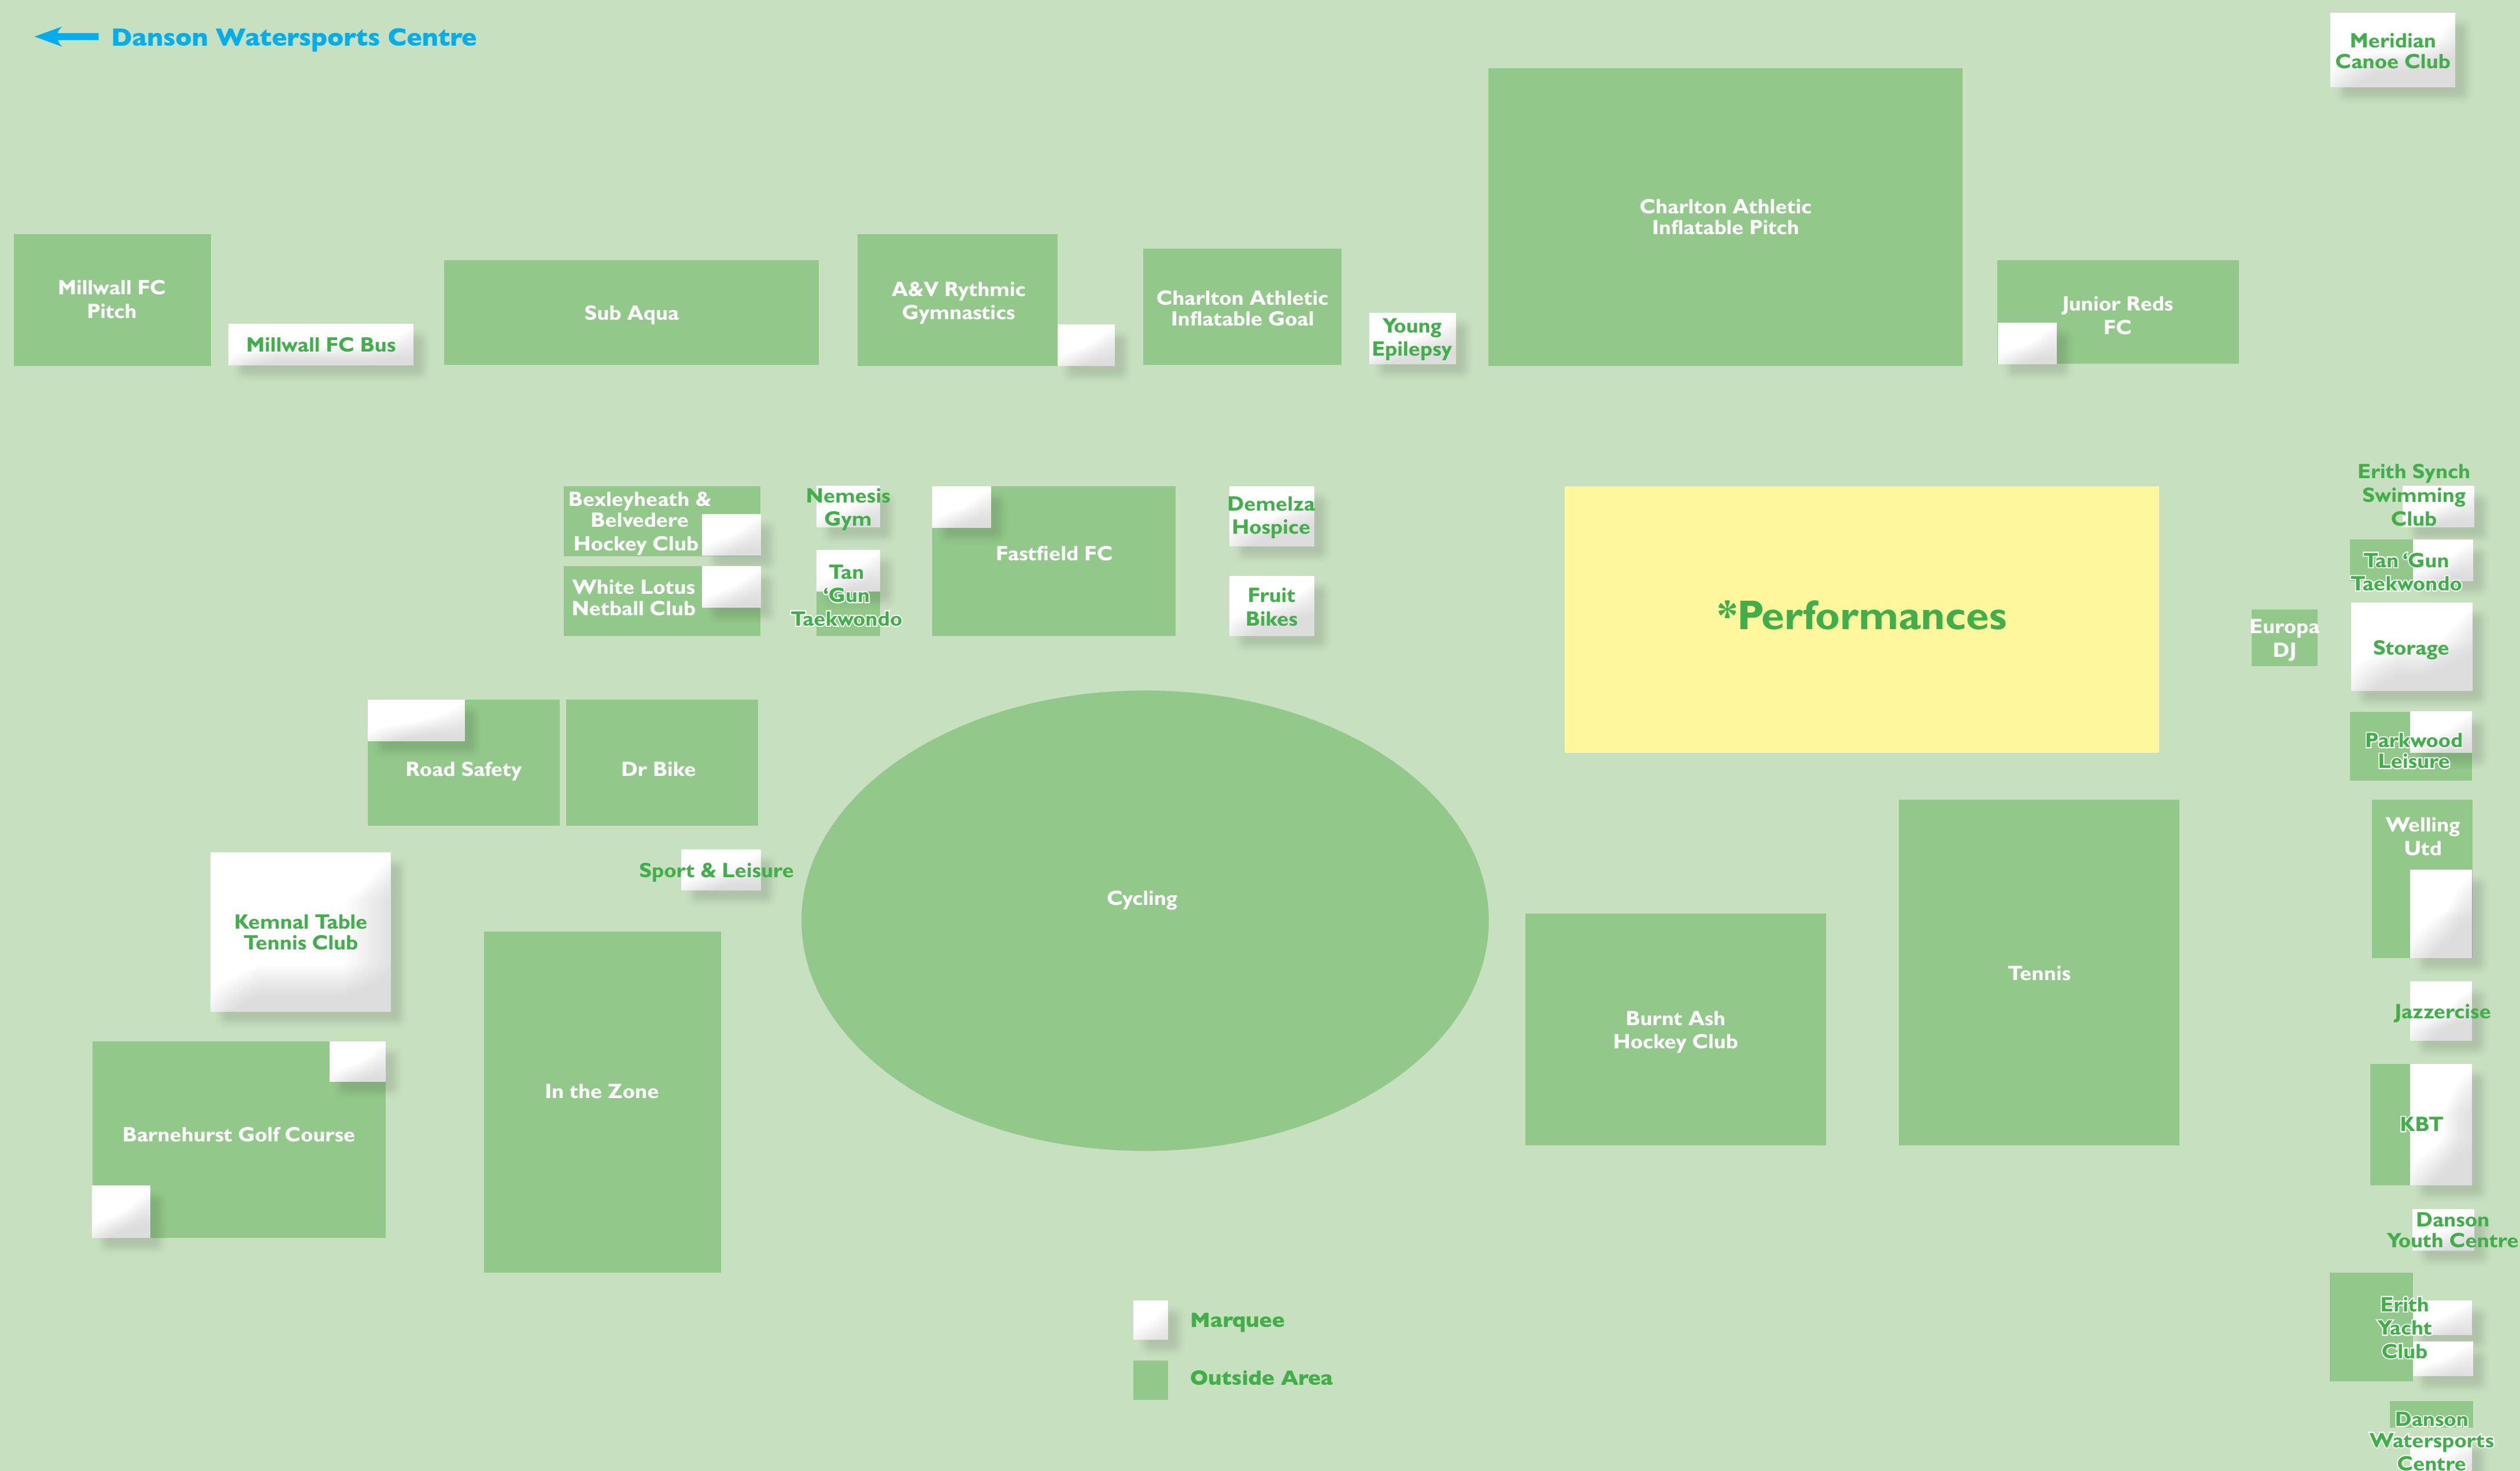 Danson Watersports Centre
Meridian
Canoe Club
Charlton Athletic
Inflatable Pitch
Millwall FC
Pitch
Millwall FC Bus
Sub Aqua
A&V Rythmic
Gymnastics
Charlton Athletic
Inflatable Goal
Young
Epilepsy
Junior Reds
FC
Bexleyheath &
Belvedere
Hockey Club
White Lotus
Netball Club
Nemesis
Gym
Tan
‘Gun
Taekwondo
Fastfield FC
Demelza
Hospice
Fruit
Bikes
*Performances
Erith Synch
Swimming
Club
Tan ‘Gun
Taekwondo
Europa
DJ
Storage
Parkwood
Leisure
Road Safety
Dr Bike
Sport & Leisure
Kemnal Table
Tennis Club
Cycling
Welling
Utd
Tennis
Burnt Ash
Hockey Club
Jazzercise
In the Zone
Barnehurst Golf Course
KBT
Danson
Youth Centre
Erith
Yacht
Club
Marquee
Outside Area
Danson
Watersports
Centre